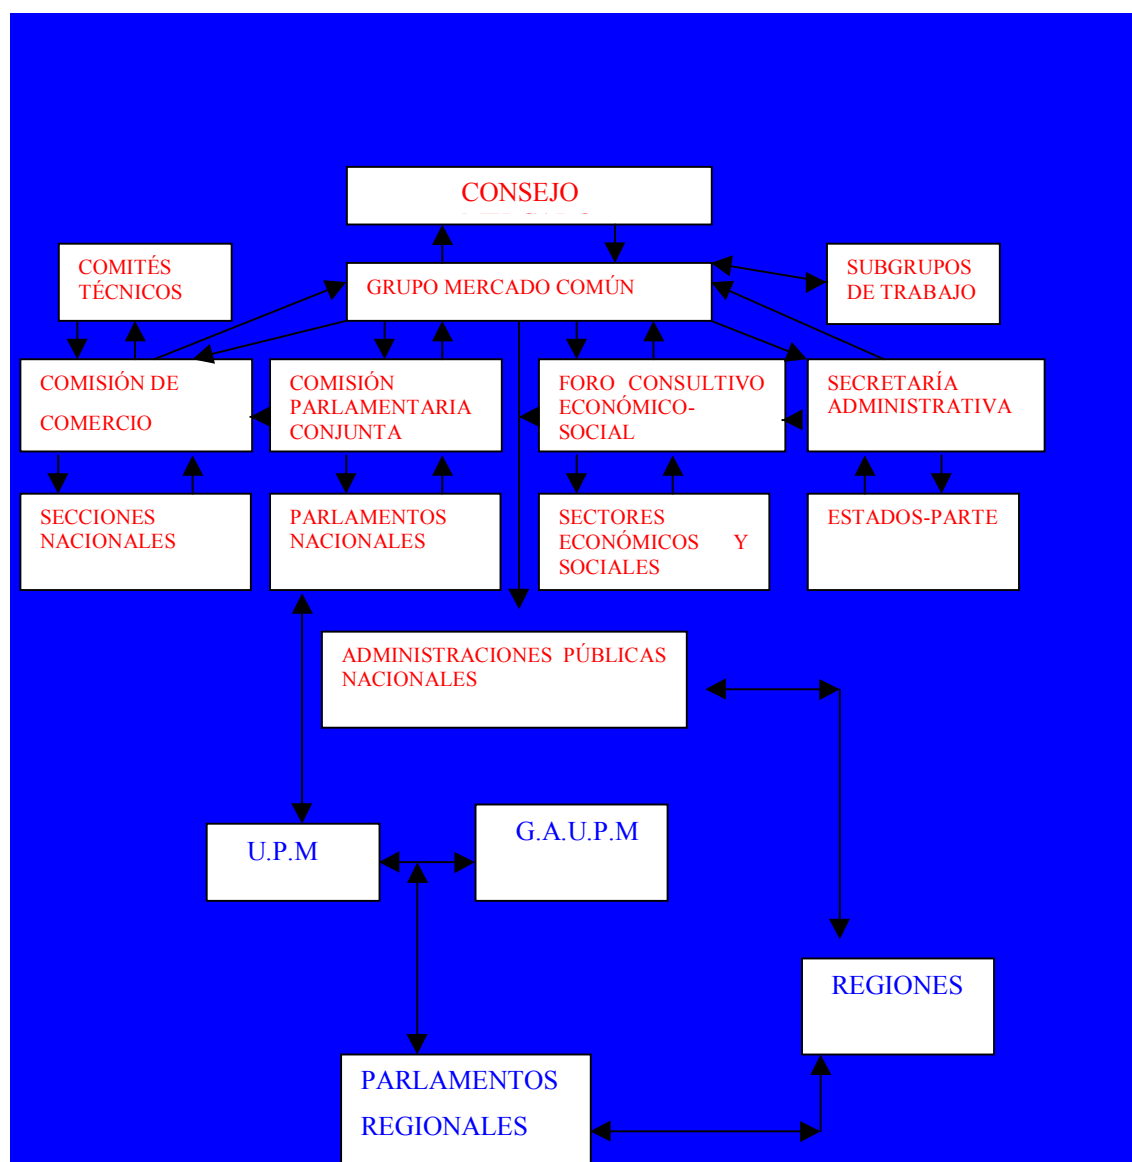 CONSEJO
COMITÉS
TÉCNICOS
GRUPO MERCADO COMÚN
SUBGRUPOS
DE TRABAJO
COMISIÓN DE
COMERCIO
COMISIÓN
PARLAMENTARIA
CONJUNTA
FORO CONSULTIVO
ECONÓMICO-
SOCIAL
SECRETARÍA
ADMINISTRATIVA
SECCIONES
NACIONALES
PARLAMENTOS
NACIONALES
SECTORES
ECONÓMICOS Y
SOCIALES
ESTADOS-PARTE
ADMINISTRACIONES PÚBLICAS
NACIONALES
U.P.M
G.A.U.P.M
REGIONES
PARLAMENTOS
REGIONALES